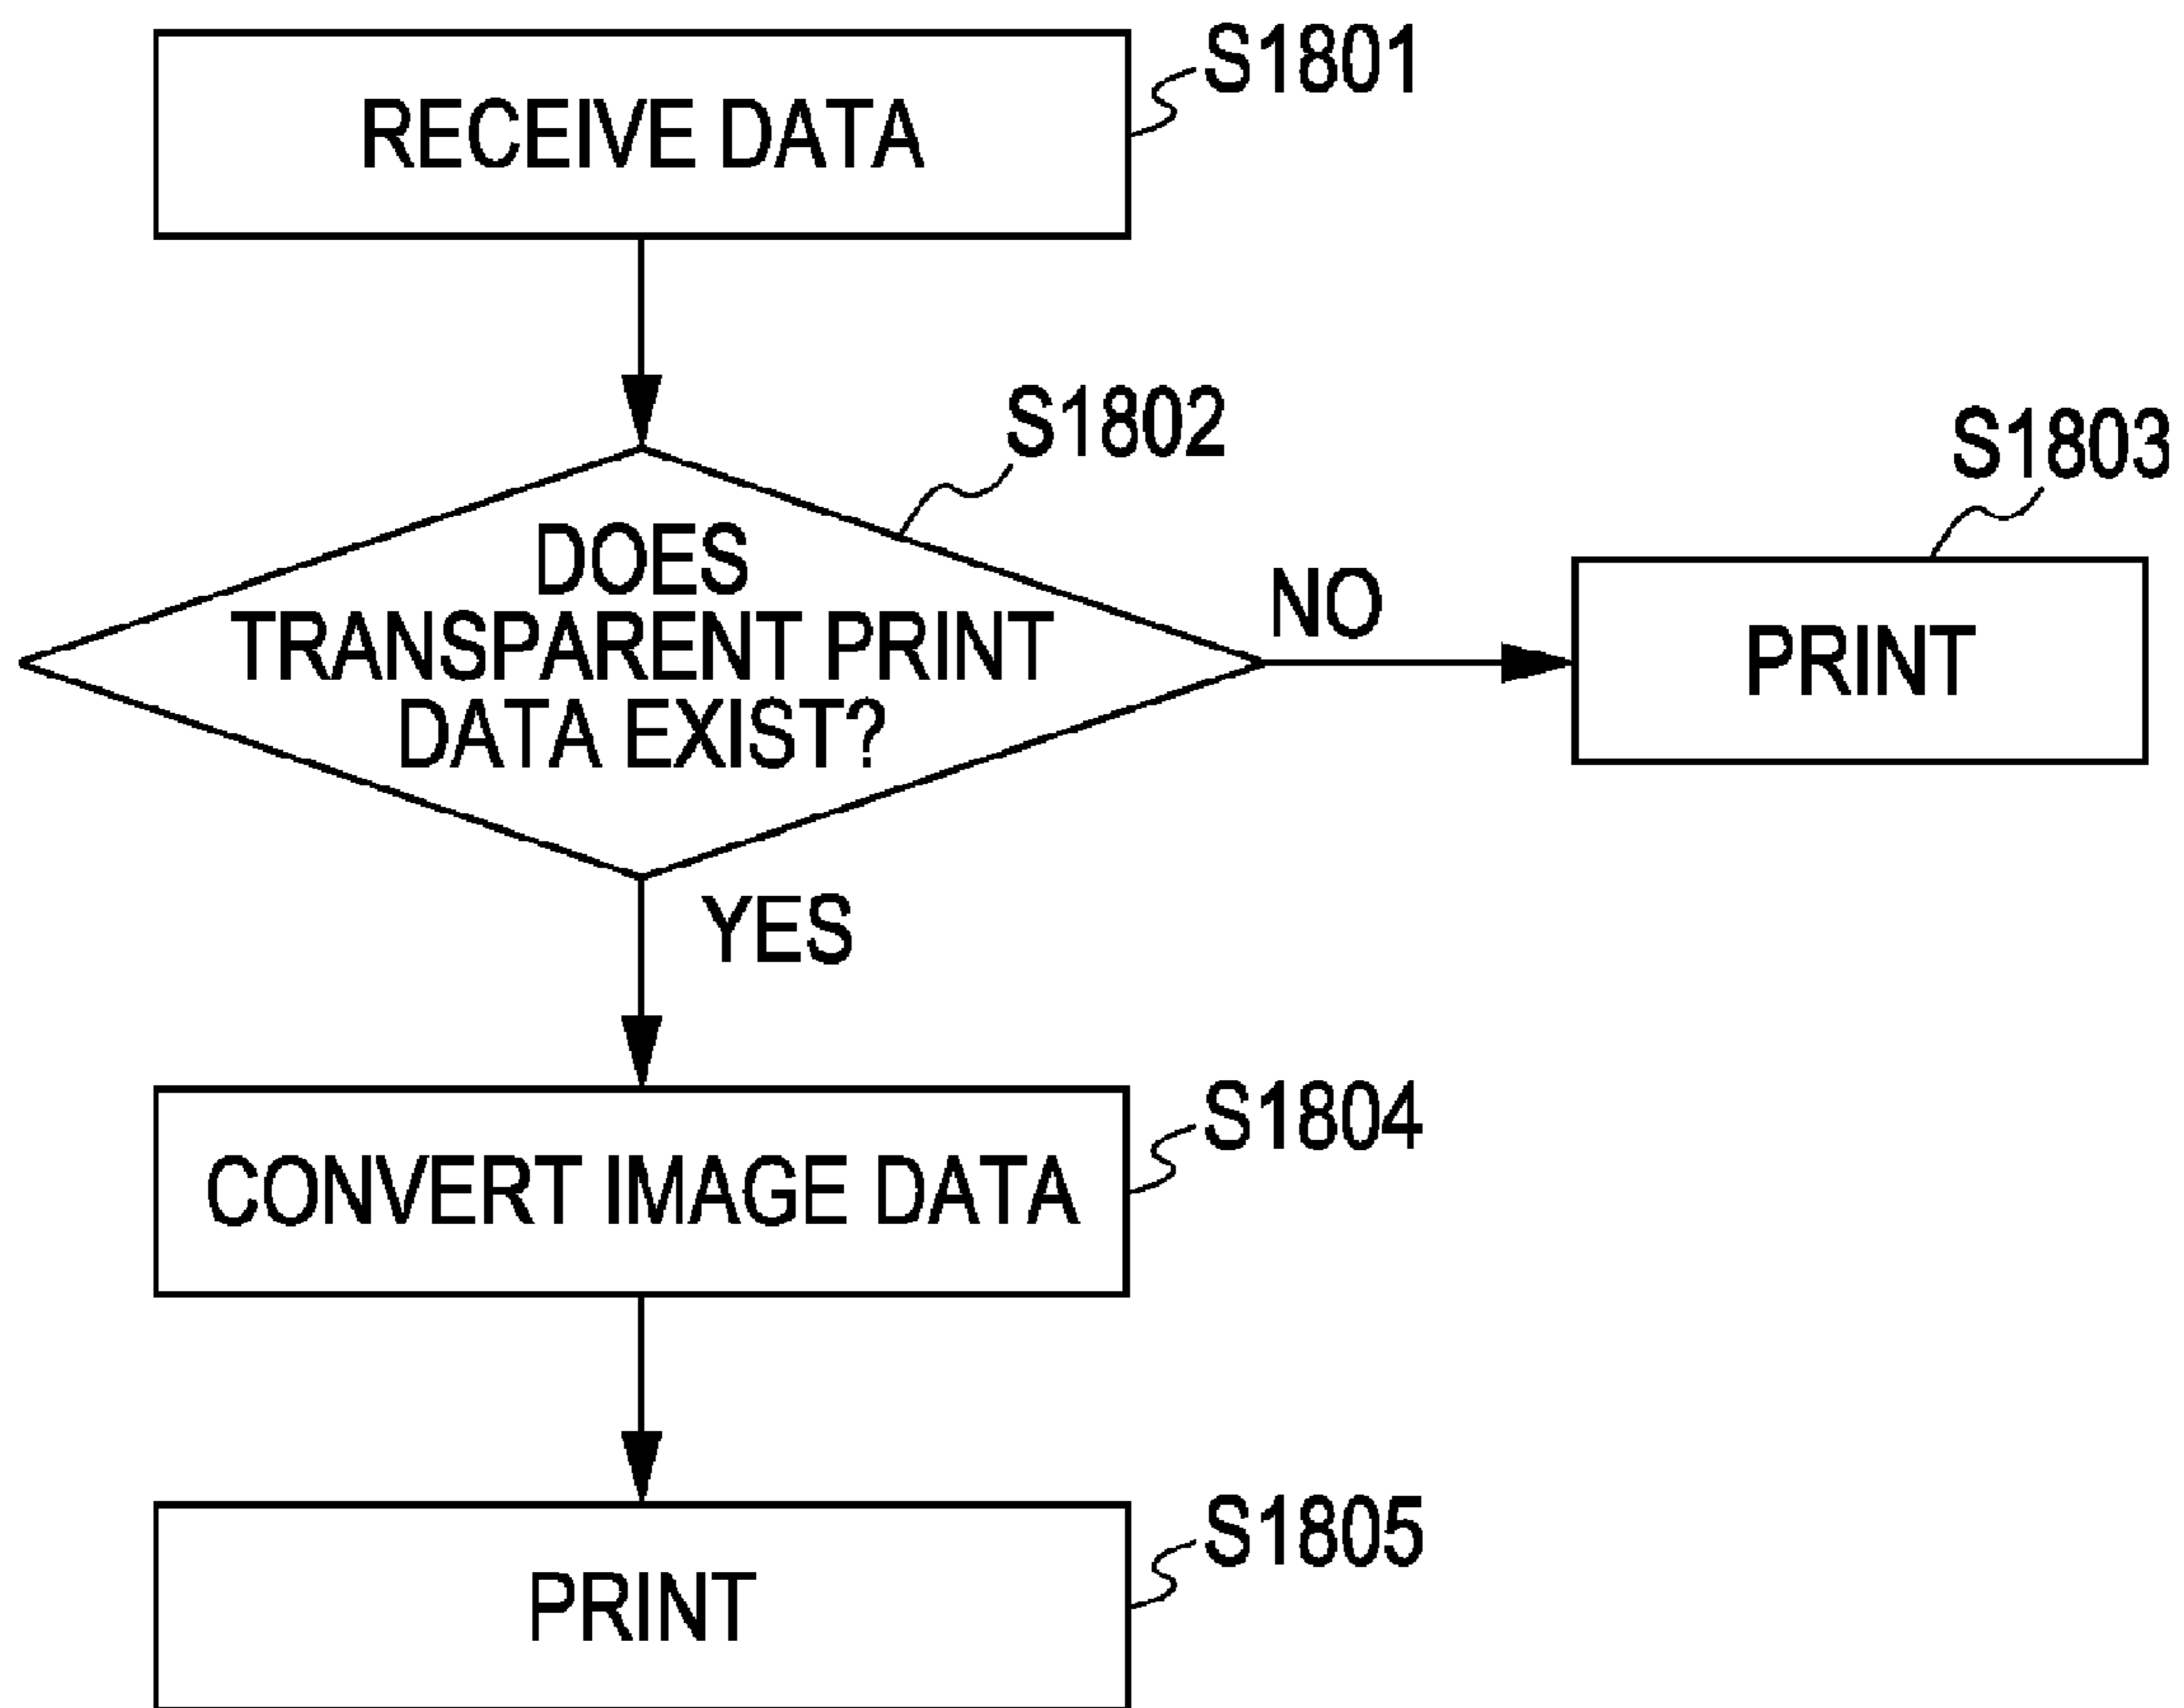 RECEIVE DATA
S1801
S1802
DOES
TRANSPARENT PRINT
DATA EXIST?
NO
S1803
PRINT
YES
CONVERT IMAGE DATA
S1804
PRINT
S1805